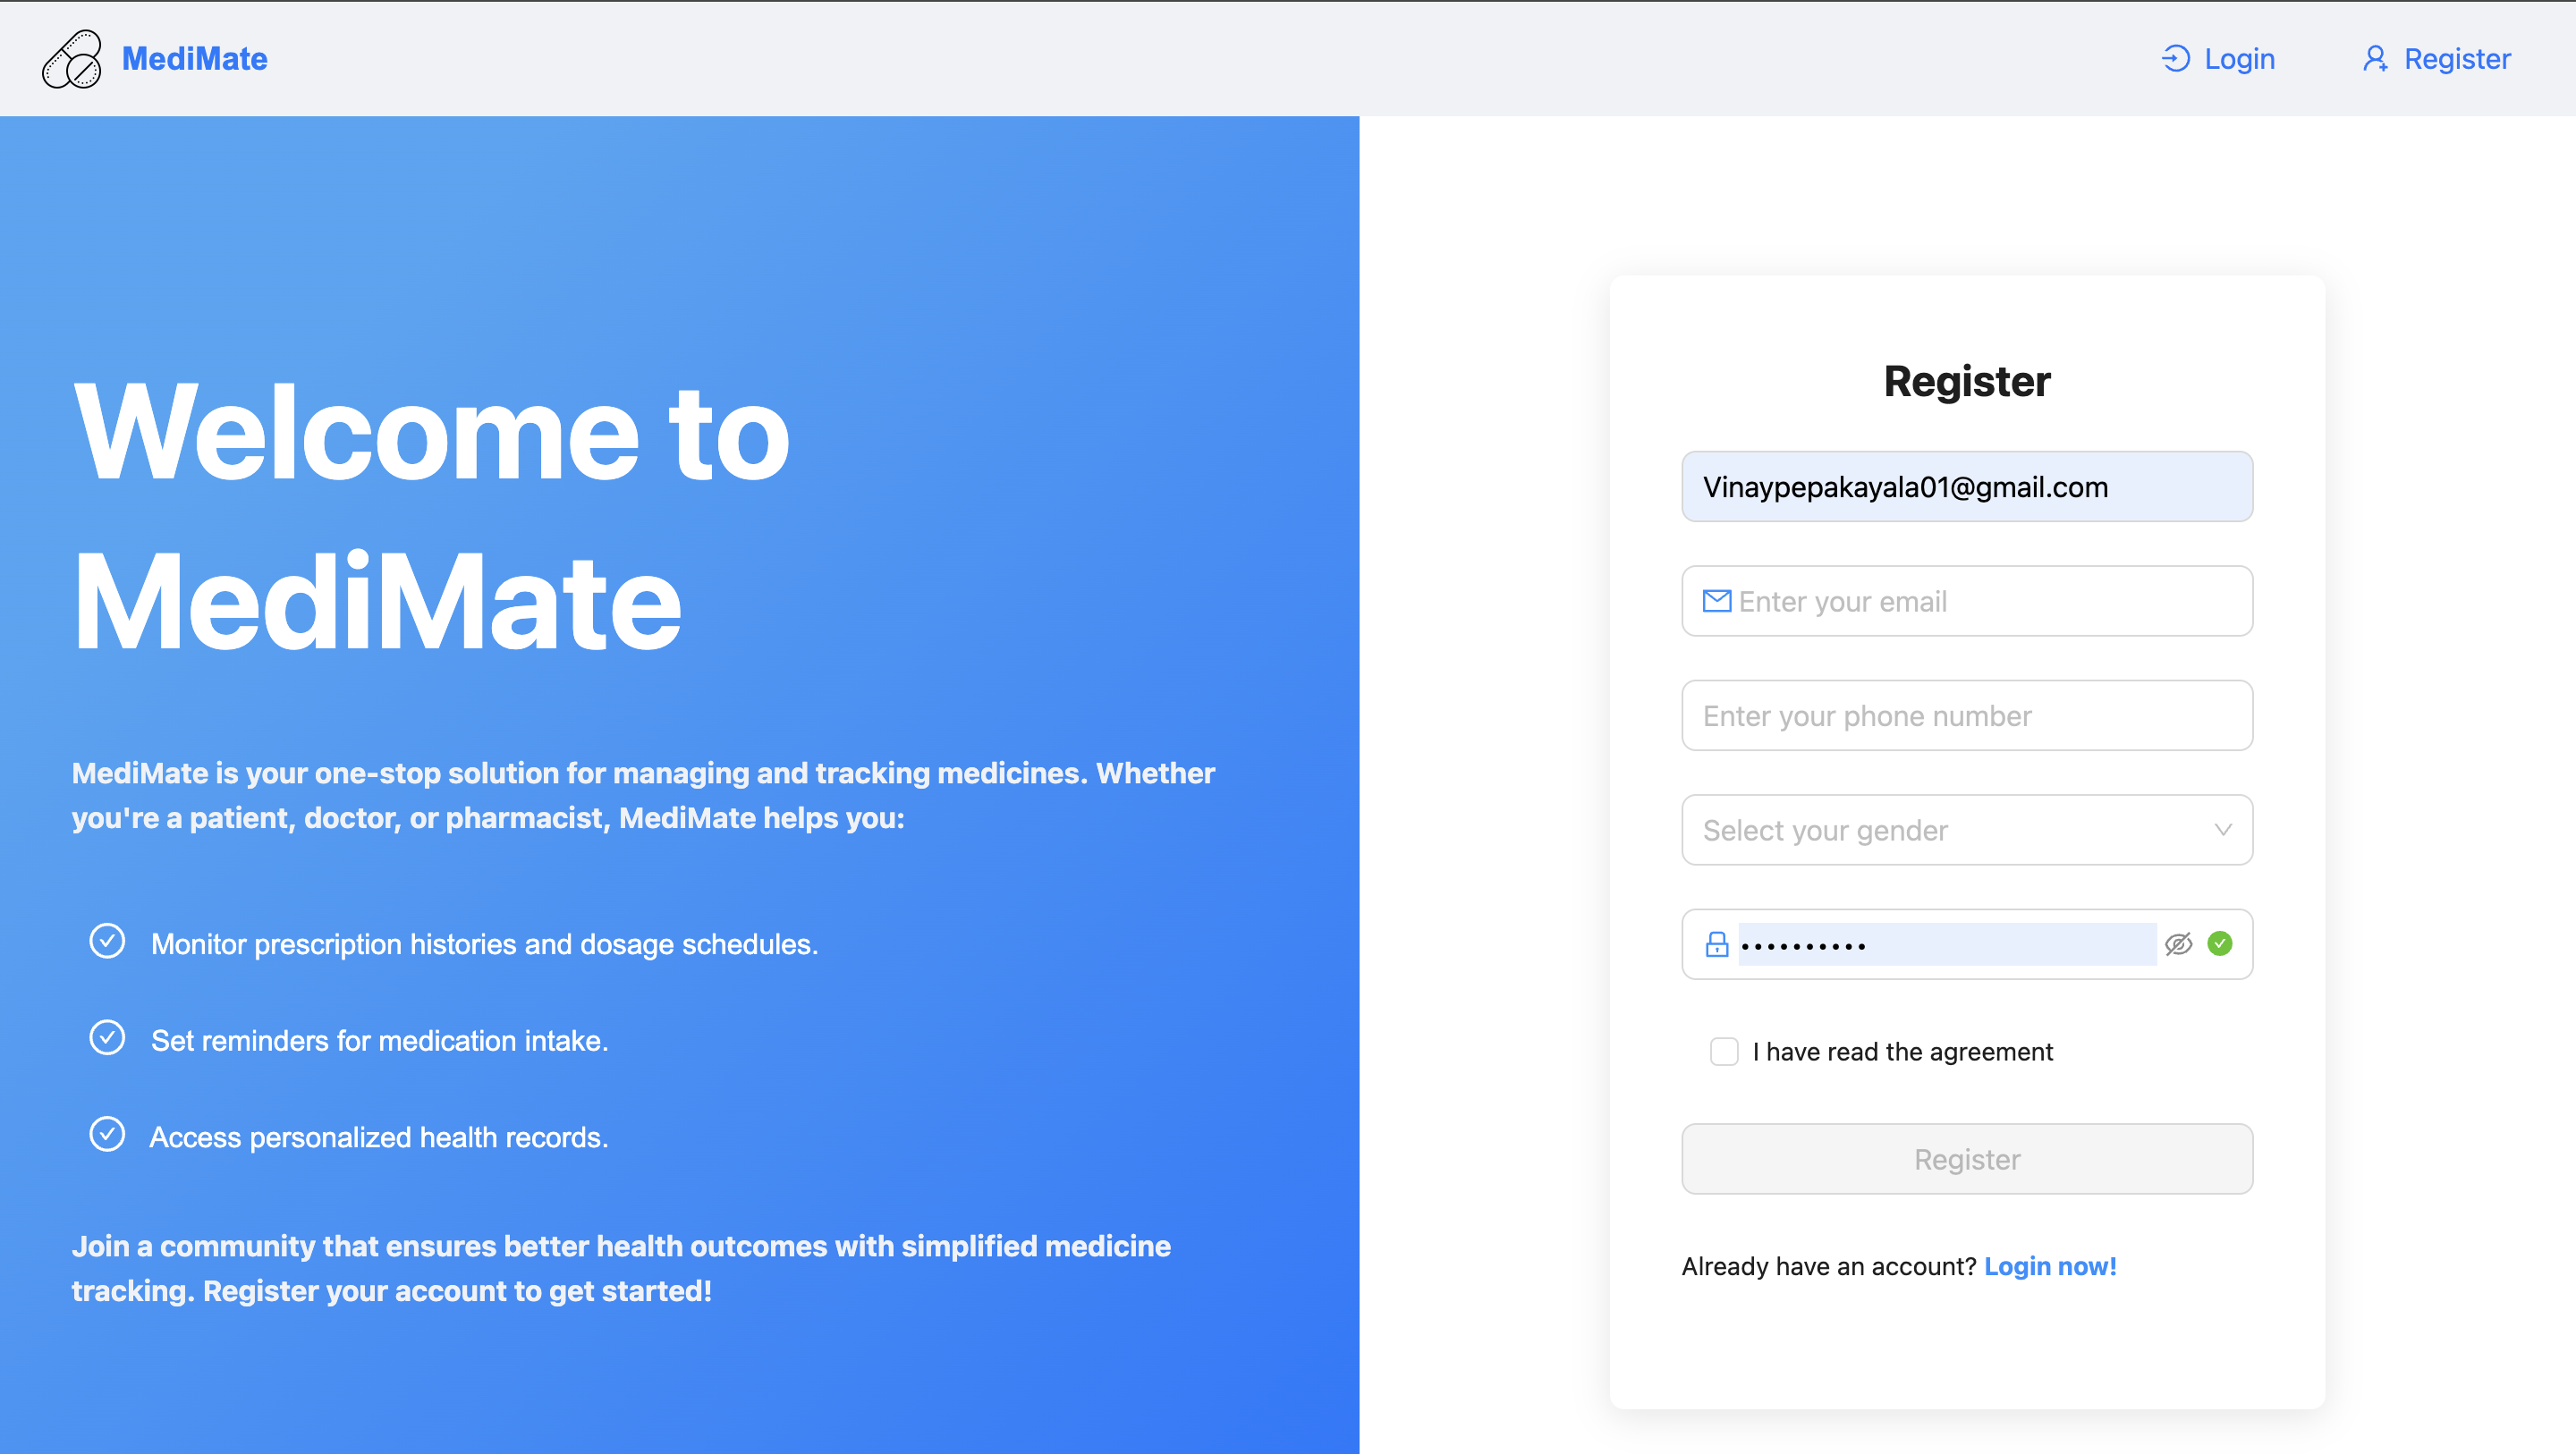 MediMate
Login
Register
Welcome to
MediMate
MediMate is your one-stop solution for managing and tracking medicines. Whether
you're a patient, doctor, or pharmacist, MediMate helps you:
Monitor prescription histories and dosage schedules.
Set reminders for medication intake.
Access personalized health records.
Join a community that ensures better health outcomes with simplified medicine
tracking. Register your account to get started!
Register
Vinaypepakayala01@gmail.com
Enter your email
Enter your phone number
Select your gender
••••••••••
I have read the agreement
Register
Already have an account? Login now!